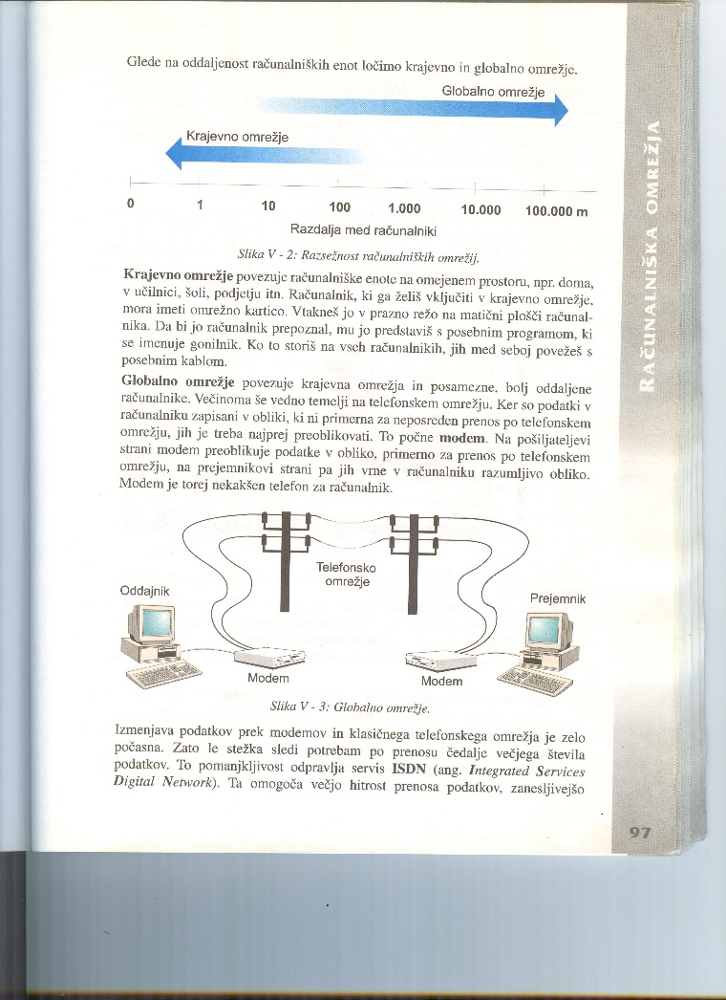 Glede na oddaljenost računalniških enot ločimo krajevno in globalno omrežje.
Globalno omrežje
Krajevno omrežje
0 1 10 100 1.000 10.000 100.000 m
Razdalja med računalniki
Slika V - 2: Razsežnost računalniških omrežij.
Krajevno omrežje povezuje računalniške enote na omejenem prostoru, npr. doma,
v učilnici, šoli, podjetju itn. Računalnik, ki ga želiš vključiti v krajevno omrežje,
mora imeti omrežno kartico. Vtakneš jo v prazno režo na matični plošči računal-
nika. Da bi jo računalnik prepoznal, mu jo predstaviš s posebnim programom, ki
se imenuje gonilnik. Ko to storiš na vseh računalnikih, jih med seboj povežeš s
posebnim kablom.
Globalno omrežje povezuje krajevna omrežja in posamezne, bolj oddaljene
računalnike. Večinoma še vedno temelji na telefonskem omrežju. Ker so podatki v
računalniku zapisani v obliki, ki ni primerna za neposreden prenos po telefonskem
omrežju, jih je treba najprej preoblikovati. To počne modem. Na pošiljateljevi
strani modem preoblikuje podatke v obliko, primerno za prenos po telefonskem
omrežju, na prejemnikovi strani pa jih vrne v računalniku razumljivo obliko.
Modem je torej nekakšen telefon za računalnik.
Telefonsko
omrežje
Oddajnik
Prejemnik
Modem
Modem
Slika V - 3: Globalno omrežje.
Izmenjava podatkov prek modemov in klasičnega telefonskega omrežja je zelo
počasna. Zato le stežka sledi potrebam po prenosu čedalje večjega števila
podatkov. To pomanjkljivost odpravlja servis ISDN (ang. Integrated Services
Digital Network). Ta omogoča večjo hitrost prenosa podatkov, zanesljivejšo
RAČUNALNIŠKA OMREŽJA
97